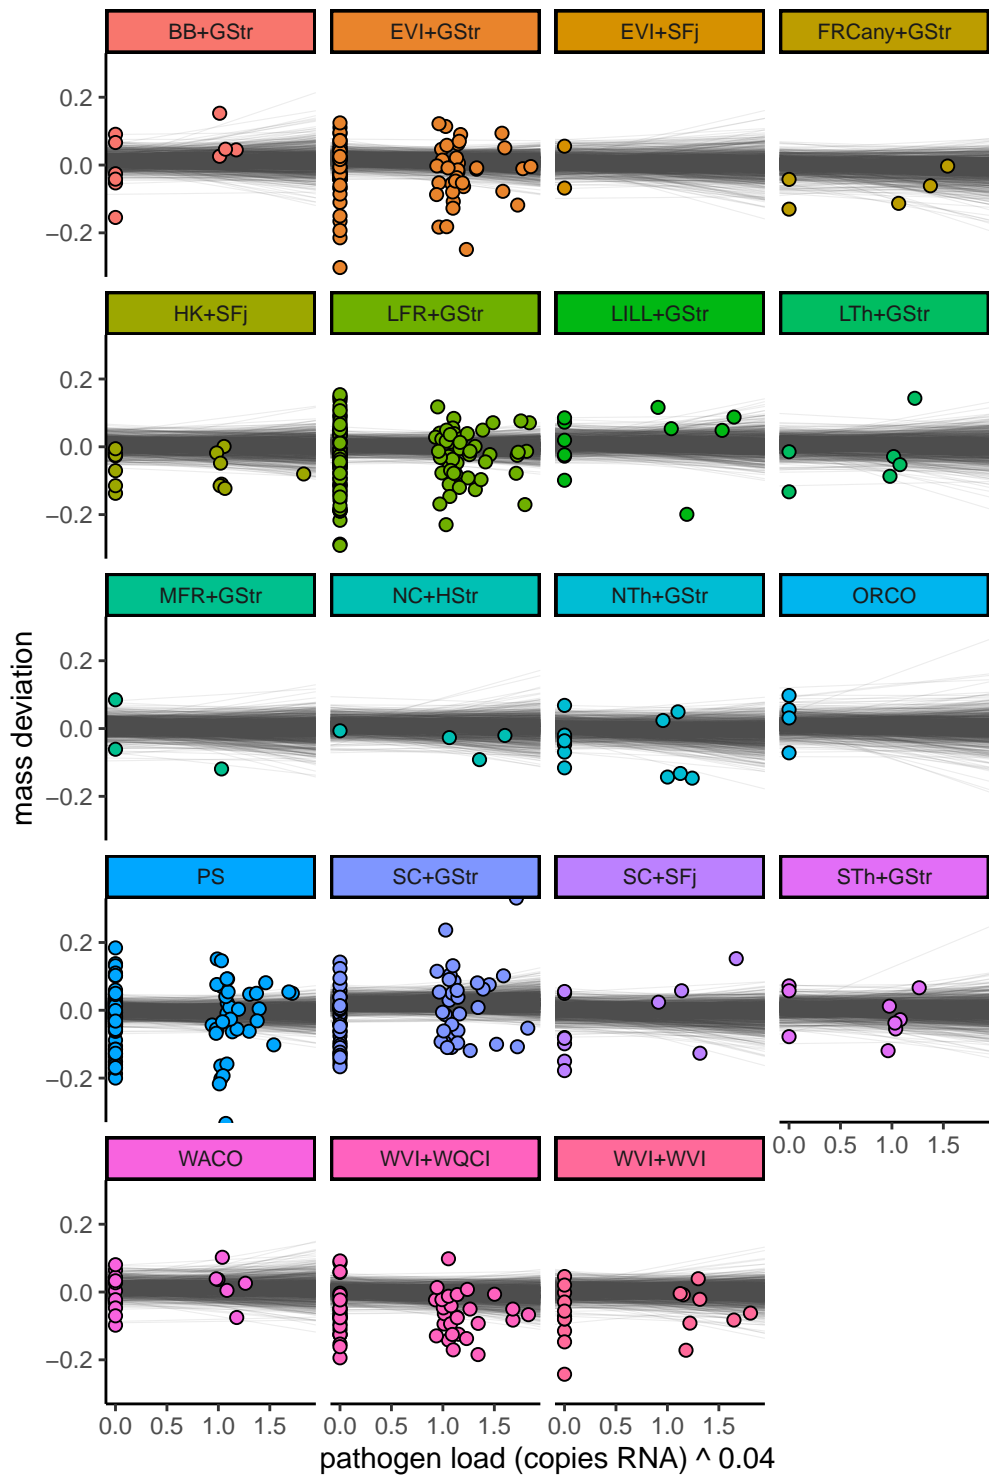 BB+GStr EVI+GStr EVI+SFj FRCany+GStr
0.2
0.0
−0.2
HK+SFj LFR+GStr LILL+GStr LTh+GStr
0.2
0.0
−0.2
MFR+GStr NC+HStr NTh+GStr ORCO
0.2
0.0
−0.2
mass deviation
PS SC+GStr SC+SFj STh+GStr
0.2
0.0
−0.2
0.0 0.5 1.0 1.5
WACO WVI+WQCI WVI+WVI
0.2
0.0
−0.2
0.0 0.5 1.0 1.5 0.0 0.5 1.0 1.5 0.0 0.5 1.0 1.5
pathogen load (copies RNA) ^ 0.04